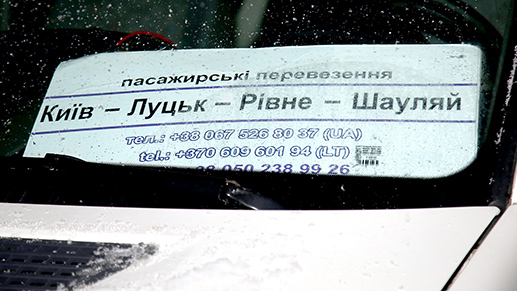 пасажирські перевезення
Київ – Луцьк – Рівне – Шауляй
тел.: +38 067 526 80 37 (UA)
tel.: +370 609 601 94 (LT)
+38 050 238 99 26